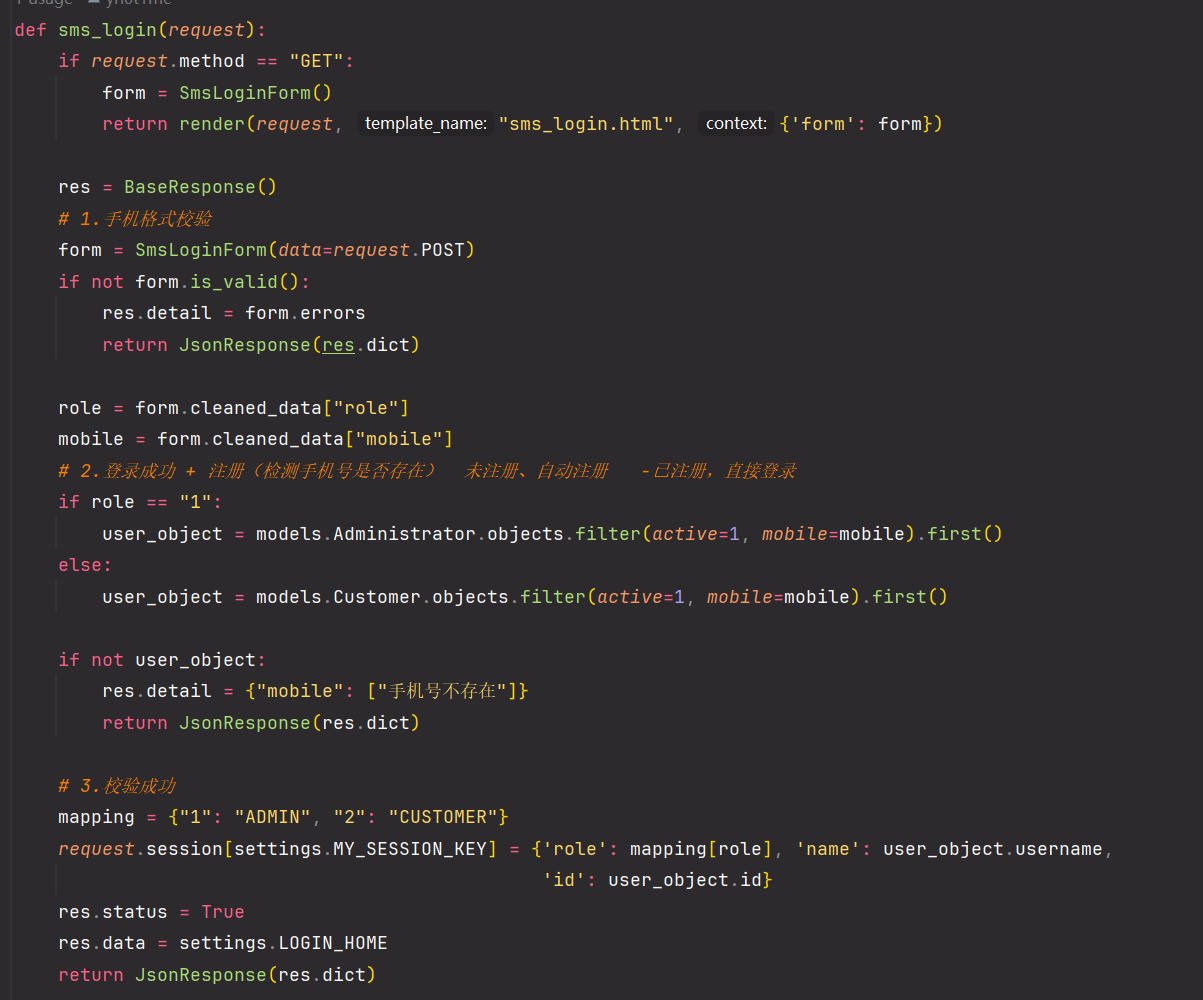 def sms_login(request):
    if request.method == "GET":
        form = SmsLoginForm()
        return render(request, template_name: "sms_login.html", context: {'form': form})
    res = BaseResponse()
    # 1.手机格式校验
    form = SmsLoginForm(data=request.POST)
    if not form.is_valid():
        res.detail = form.errors
        return JsonResponse(res.dict)
    role = form.cleaned_data["role"]
    mobile = form.cleaned_data["mobile"]
    # 2.登录成功 + 注册（检测手机号是否存在）  未注册、自动注册   -已注册，直接登录
    if role == "1":
        user_object = models.Administrator.objects.filter(active=1, mobile=mobile).first()
    else:
        user_object = models.Customer.objects.filter(active=1, mobile=mobile).first()
    if not user_object:
        res.detail = {"mobile": ["手机号不存在"]}
        return JsonResponse(res.dict)
    # 3.校验成功
    mapping = {"1": "ADMIN", "2": "CUSTOMER"}
    request.session[settings.MY_SESSION_KEY] = {'role': mapping[role], 'name': user_object.username,
                                                'id': user_object.id}
    res.status = True
    res.data = settings.LOGIN_HOME
    return JsonResponse(res.dict)